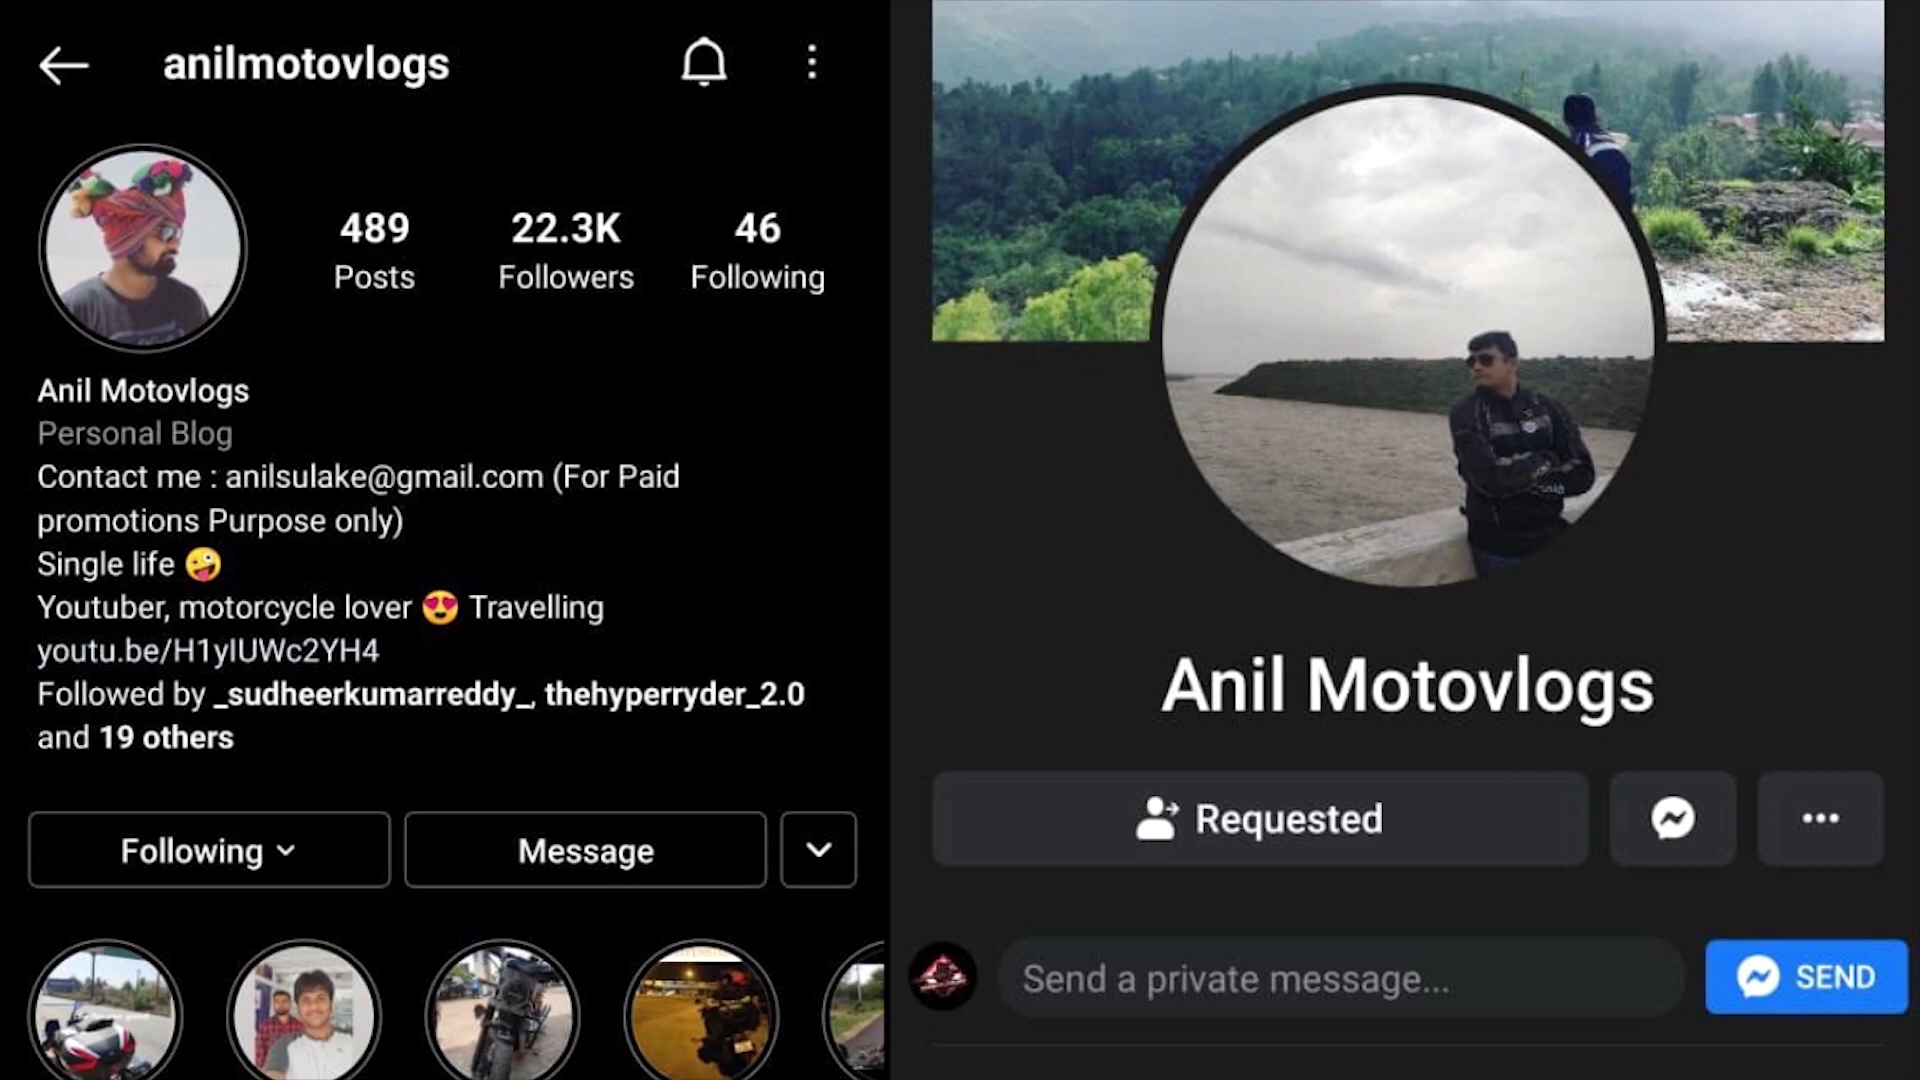 anilmotovlogs
489
Posts
22.3K
Followers
46
Following
Anil Motovlogs
Personal Blog
Contact me : anilsulake@gmail.com (For Paid
promotions Purpose only)
Single life 🤪
Youtuber, motorcycle lover 😍 Travelling
youtu.be/H1yIUWc2YH4
Followed by _sudheerkumarreddy_, thehyperryder_2.0
and 19 others
Following
Message
Anil Motovlogs
Requested
Send a private message...
SEND